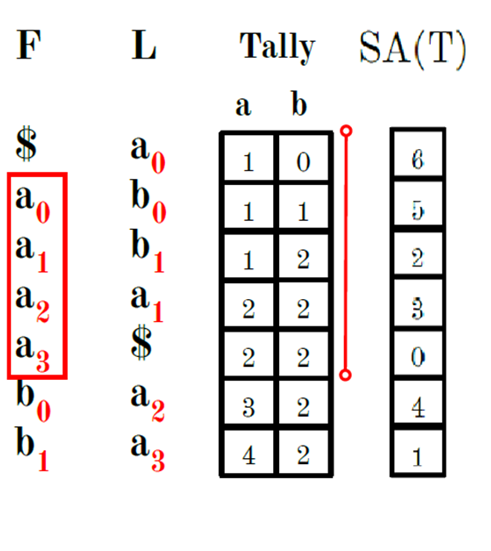 F L Tally SA(T)
a b
$ a0 1 0 6
a0 b0 1 1 5
a1 b1 1 2 2
a2 a1 2 2 3
a3 $ 2 2 0
b0 a2 3 2 4
b1 a3 4 2 1